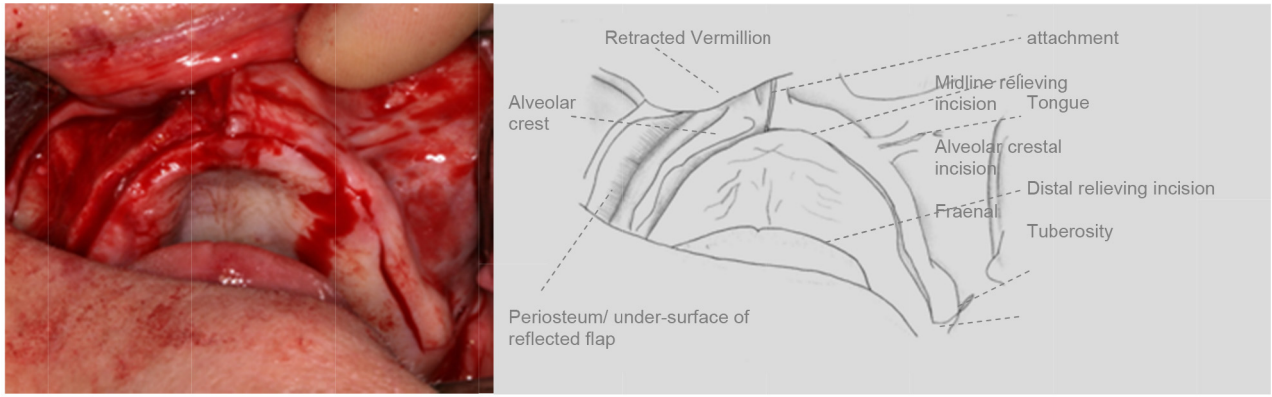 Retracted Vermillion
attachment
Midline relieving
incision
Tongue
Alveolar
crest
Alveolar crestal
incision
Distal relieving incision
Fraenal
Tuberosity
Periosteum/ under-surface of
reflected flap